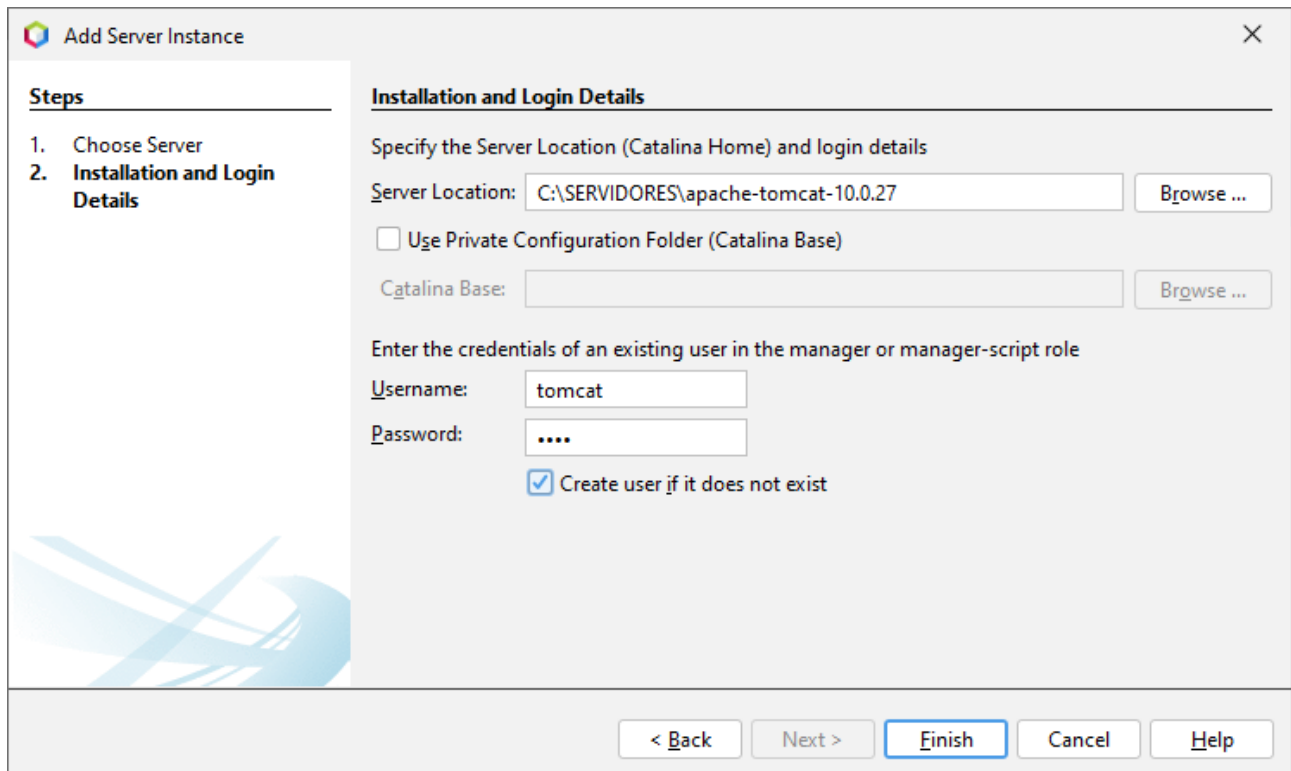 Add Server Instance
Steps
1. Choose Server
2. Installation and Login
Details
Installation and Login Details
Specify the Server Location (Catalina Home) and login details
Server Location: C:\SERVIDORES\apache-tomcat-10.0.27 Browse ...
Use Private Configuration Folder (Catalina Base)
Catalina Base: Browse ...
Enter the credentials of an existing user in the manager or manager-script role
Username: tomcat
Password: ••••
Create user if it does not exist
< Back Next > Finish Cancel Help